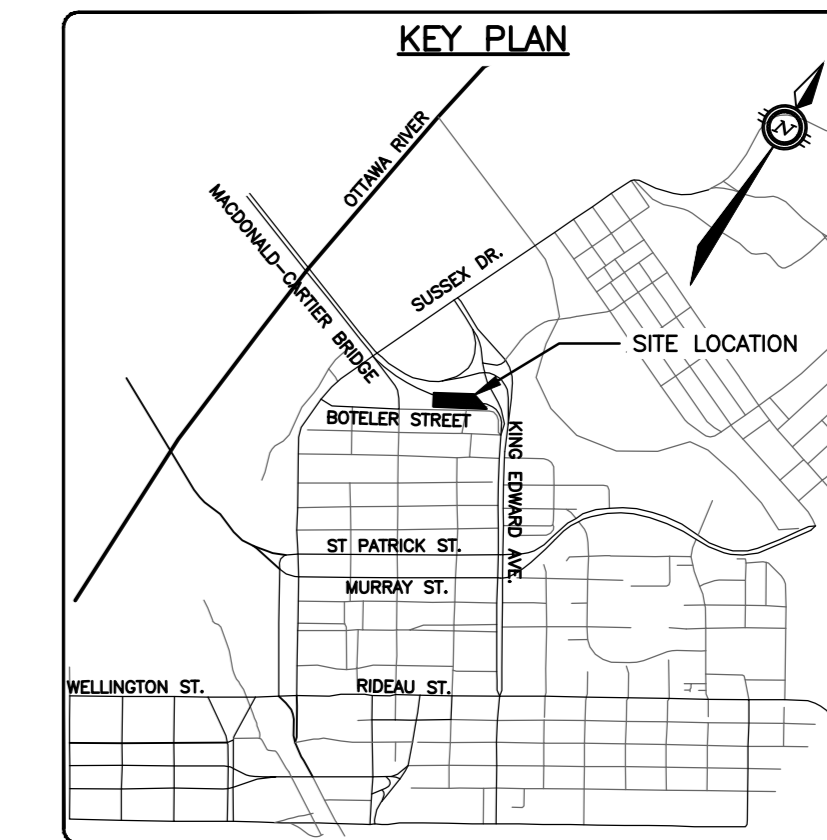 KEY PLAN
OTTAWA RIVER
N
MACDONALD-CARTIER BRIDGE
SUSSEX DR.
SITE LOCATION
BOTELER STREET
KING EDWARD AVE.
ST PATRICK ST.
MURRAY ST.
WELLINGTON ST.
RIDEAU ST.